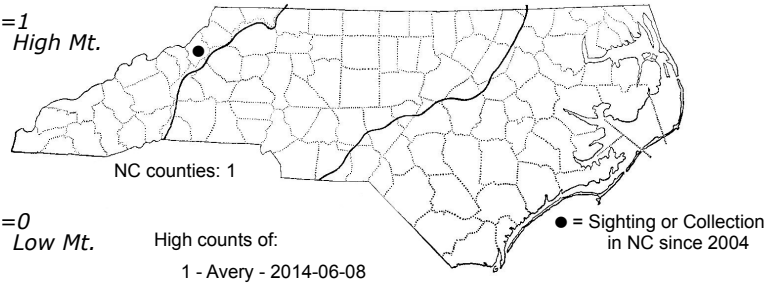 =1
High Mt.
NC counties: 1
=0
Low Mt.
High counts of:
1 - Avery - 2014-06-08
● = Sighting or Collection
in NC since 2004